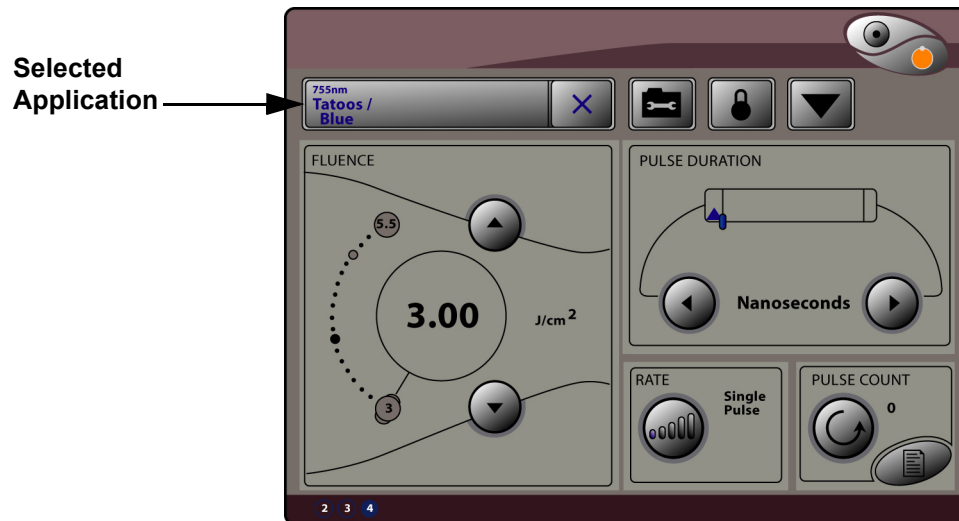 Selected
Application
755nm
Tatoos /
Blue
FLUENCE
5.5
3.00
J/cm2
3
PULSE DURATION
Nanoseconds
RATE
Single
Pulse
PULSE COUNT
0
2 3 4